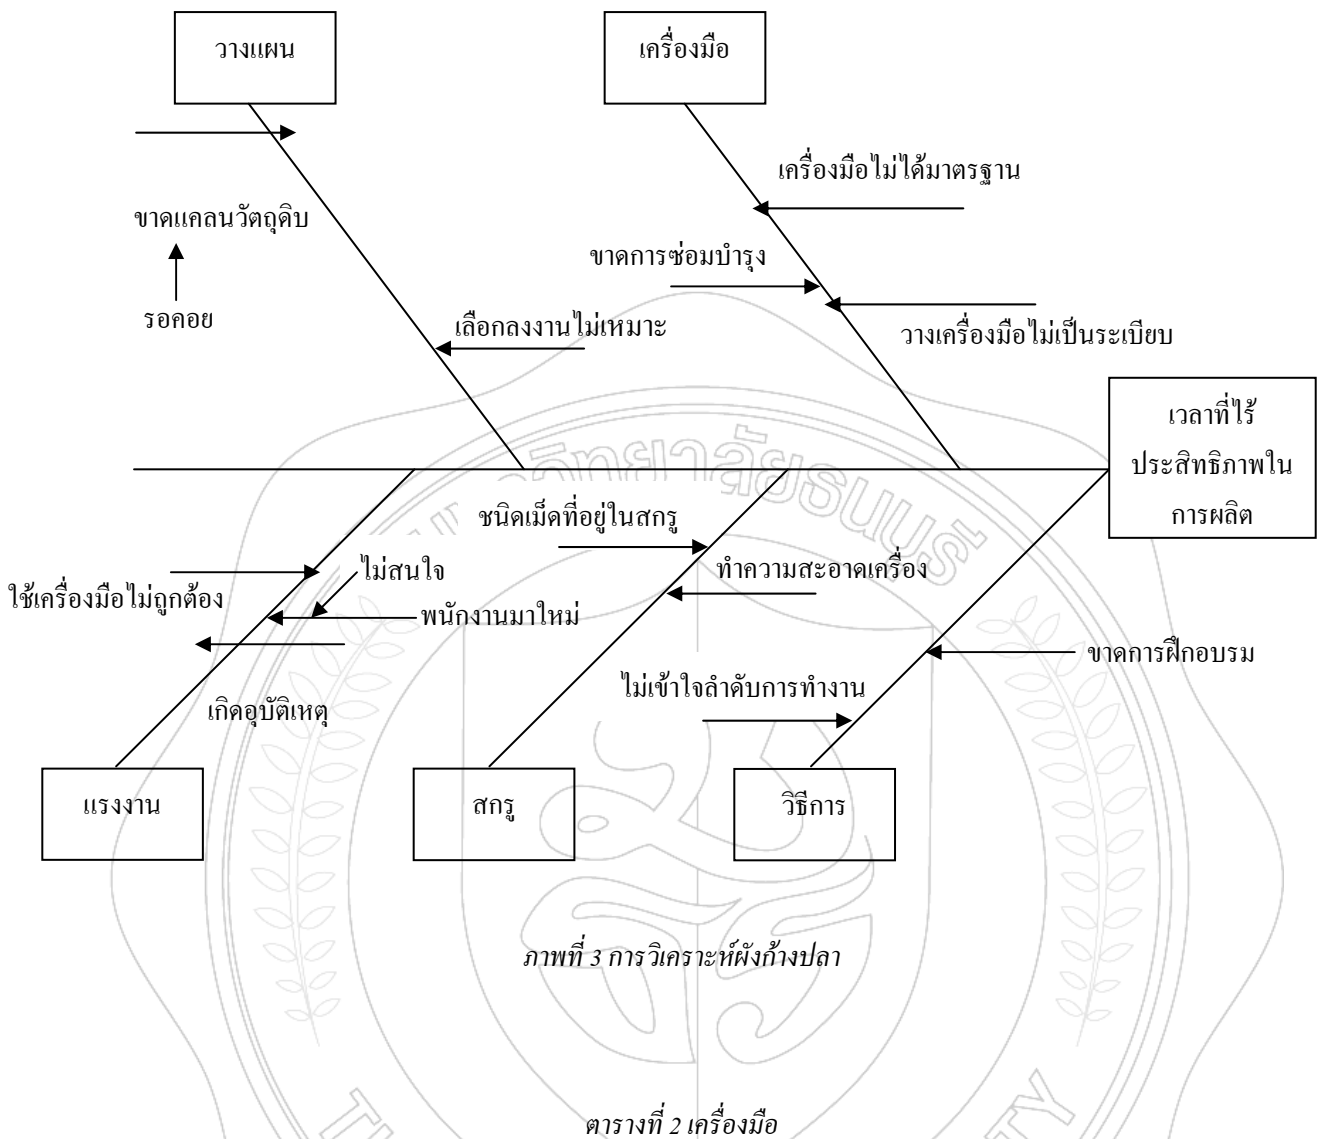 วางแผน
เครื่องมือ
เครื่องมือไม่ได้มาตรฐาน
ขาดแคลนวัตถุดิบ
ขาดการซ่อมบำรุง
รอคอย
เลือกลงงานไม่เหมาะ
วางเครื่องมือไม่เป็นระเบียบ
เวลาที่ไร้
ประสิทธิภาพใน
การผลิต
ชนิดเม็ดที่อยู่ในสกรู
ไม่สนใจ
ทำความสะอาดเครื่อง
ใช้เครื่องมือไม่ถูกต้อง
พนักงานมาใหม่
ขาดการฝึกอบรม
ไม่เข้าใจลำดับการทำงาน
เกิดอุบัติเหตุ
แรงงาน
สกรู
วิธีการ
ภาพที่ 3 การวิเคราะห์ผังก้างปลา
ตารางที่ 2 เครื่องมือ